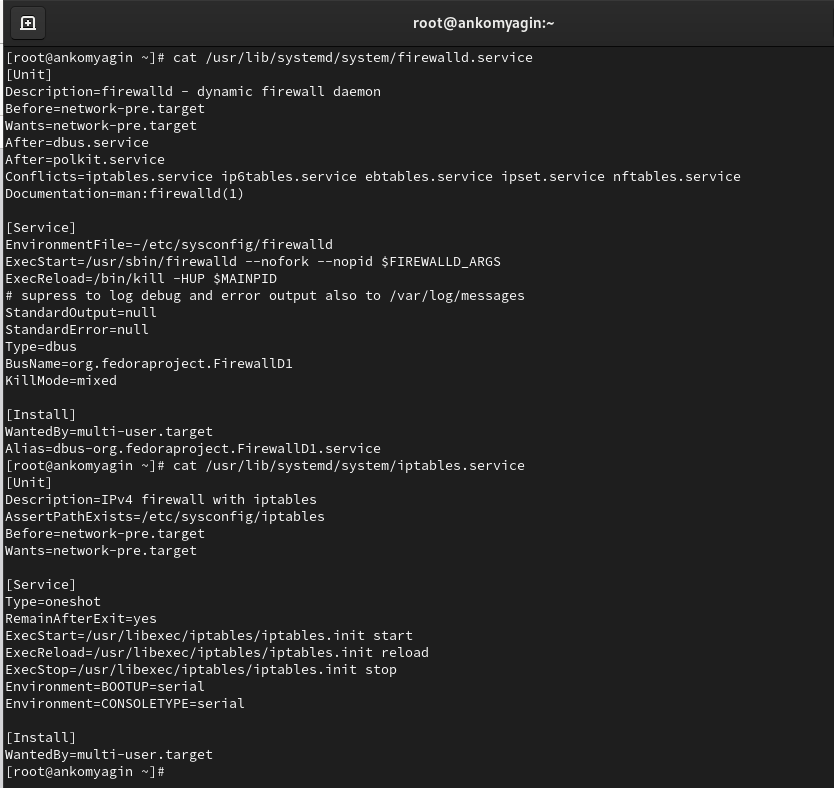 root@ankomyagin:~
[root@ankomyagin ~]# cat /usr/lib/systemd/system/firewalld.service
[Unit]
Description=firewalld - dynamic firewall daemon
Before=network-pre.target
Wants=network-pre.target
After=dbus.service
After=polkit.service
Conflicts=iptables.service ip6tables.service ebtables.service ipset.service nftables.service
Documentation=man:firewalld(1)

[Service]
EnvironmentFile=-/etc/sysconfig/firewalld
ExecStart=/usr/sbin/firewalld --nofork --nopid $FIREWALLD_ARGS
ExecReload=/bin/kill -HUP $MAINPID
# supress to log debug and error output also to /var/log/messages
StandardOutput=null
StandardError=null
Type=dbus
BusName=org.fedoraproject.FirewallD1
KillMode=mixed

[Install]
WantedBy=multi-user.target
Alias=dbus-org.fedoraproject.FirewallD1.service
[root@ankomyagin ~]# cat /usr/lib/systemd/system/iptables.service
[Unit]
Description=IPv4 firewall with iptables
AssertPathExists=/etc/sysconfig/iptables
Before=network-pre.target
Wants=network-pre.target

[Service]
Type=oneshot
RemainAfterExit=yes
ExecStart=/usr/libexec/iptables/iptables.init start
ExecReload=/usr/libexec/iptables/iptables.init reload
ExecStop=/usr/libexec/iptables/iptables.init stop
Environment=BOOTUP=serial
Environment=CONSOLETYPE=serial

[Install]
WantedBy=multi-user.target
[root@ankomyagin ~]#